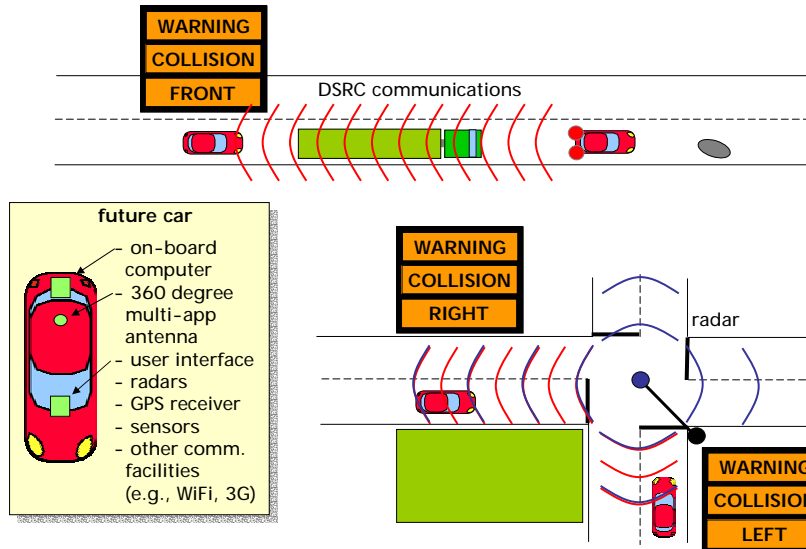 WARNING
COLLISION
FRONT
DSRC communications
future car
- on-board
computer
- 360 degree
multi-app
antenna
- user interface
- radars
- GPS receiver
- sensors
- other comm.
facilities
(e.g., WiFi, 3G)
WARNING
COLLISION
RIGHT
radar
WARNING
COLLISION
LEFT